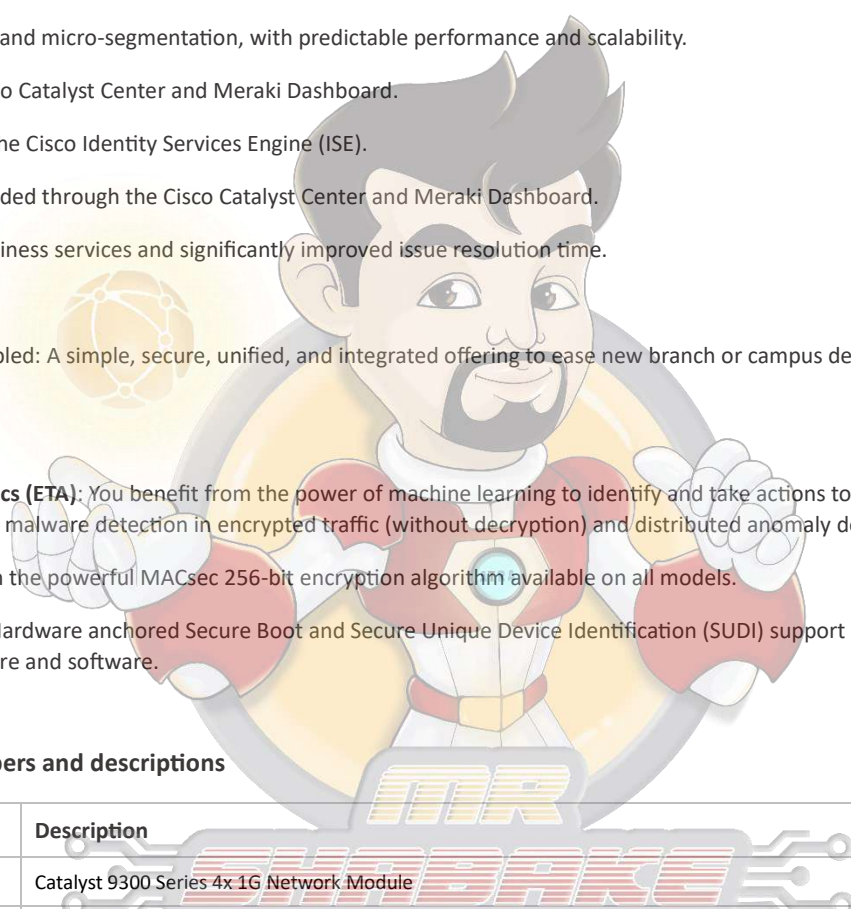 and micro-segmentation, with predictable performance and scalability.
o Catalyst Center and Meraki Dashboard.
he Cisco Identity Services Engine (ISE).
ded through the Cisco Catalyst Center and Meraki Dashboard.
iness services and significantly improved issue resolution time.
bled: A simple, secure, unified, and integrated offering to ease new branch or campus de
cs (ETA): You benefit from the power of machine learning to identify and take actions to
malware detection in encrypted traffic (without decryption) and distributed anomaly de
h the powerful MACsec 256-bit encryption algorithm available on all models.
Hardware anchored Secure Boot and Secure Unique Device Identification (SUDI) support
re and software.
bers and descriptions
Description
Catalyst 9300 Series 4x 1G Network Module
MR
SHABAKE